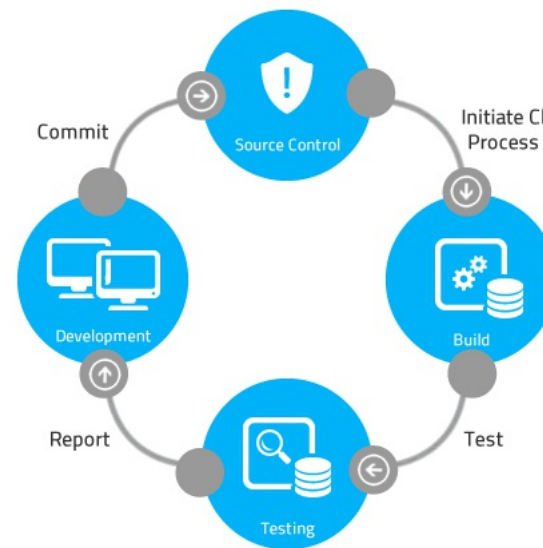 Source Control
Commit
Initiate
Process
Development
Build
Report
Test
Testing